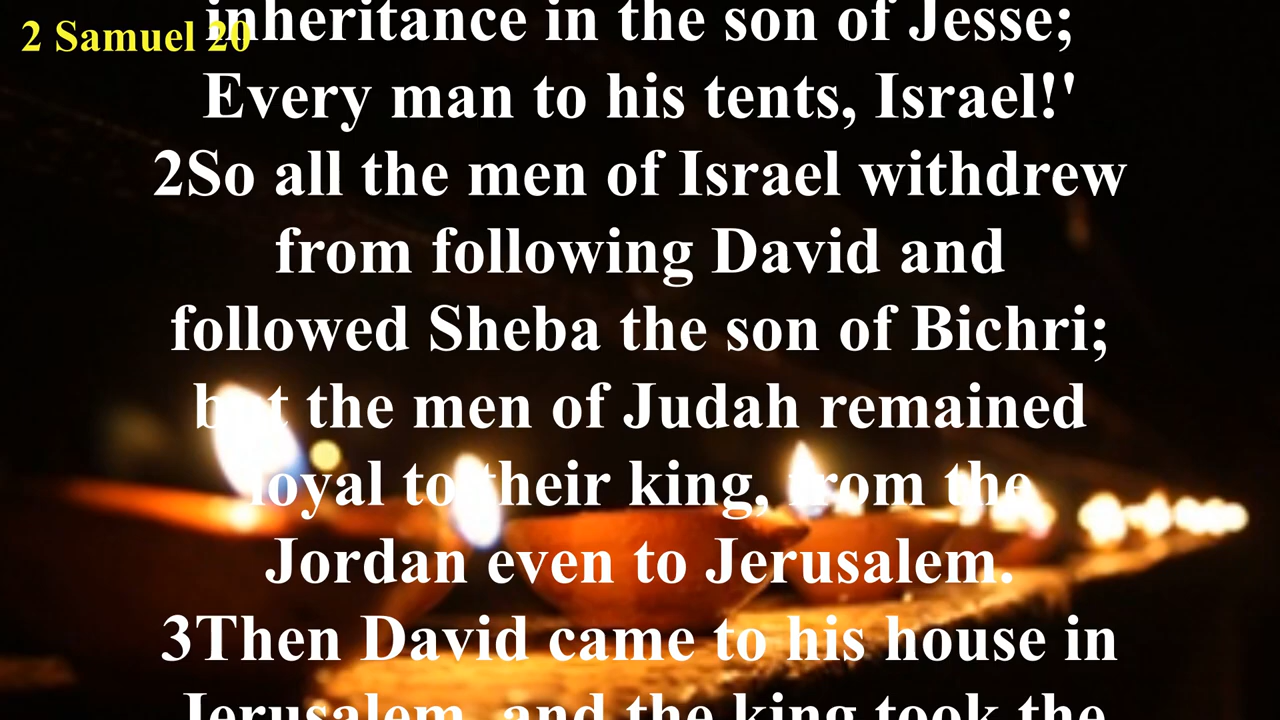 2 Samuel 20
inheritance in the son of Jesse;
Every man to his tents, Israel!'
2So all the men of Israel withdrew
from following David and
followed Sheba the son of Bichri;
but the men of Judah remained
loyal to their king, from the
Jordan even to Jerusalem.
3Then David came to his house in
Jerusalem, and the king took the